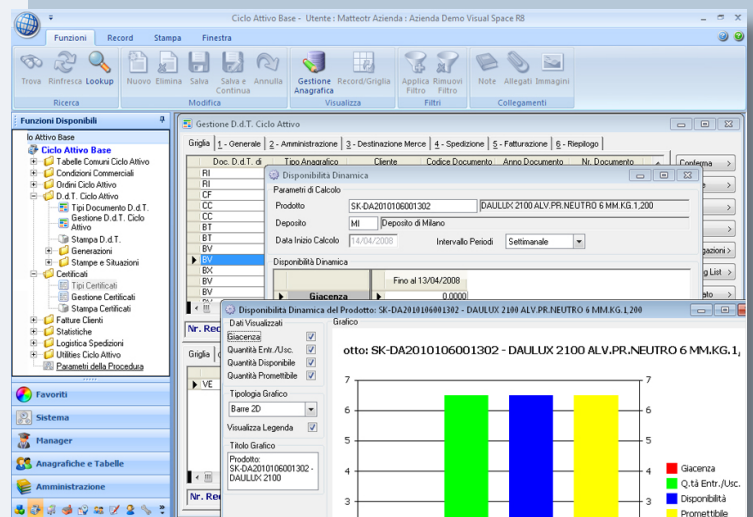 Ciclo Attivo Base - Utente : Matteotr Azienda : Azienda Demo Visual Space R8
Funzioni Record Stampa Finestra
Trova Rinfresca Lookup Nuovo Elimina Salva Salva e Continua Annulla Gestione Anagrafica Record/Griglia Applica Filtro Rimuovi Filtro Note Allegati Immagini
Ricerca Modifica Visualizza Filtri Collegamenti
Funzioni Disponibili
lo Attivo Base
Ciclo Attivo Base
Tabelle Comuni Ciclo Attivo
Condizioni Commerciali
Ordini Ciclo Attivo
D.d.T. Ciclo Attivo
Tipi Documento D.d.T.
Gestione D.d.T. Ciclo
Attivo
Stampa D.d.T.
Generazioni
Stampe e Situazioni
Certificati
Tipi Certificati
Gestione Certificati
Stampa Certificati
Fatture Clienti
Statistiche
Logistica Spedizioni
Utilities Ciclo Attivo
Parametri della Procedura
Favoriti
Sistema
Manager
Anagrafiche e Tabelle
Amministrazione
Gestione D.d.T. Ciclo Attivo
Griglia 1 - Generale 2 - Amministrazione 3 - Destinazione Merce 4 - Spedizione 5 - Fatturazione 6 - Riepilogo
Doc. D.d.T. di Tipo Anagrafico Cliente Codice Documento Anno Documento Nr. Documento
Conferma >
RI
RI
CF
CC
CC
BT
BT
BV
BV
BX
BV
BV
gazioni >
g List >
ato >
Nr. Rec
Griglia
VE
Nr. Rec
Disponibilità Dinamica
Parametri di Calcolo
Prodotto SK-DA2010106001302 DAULUX 2100 ALV.PR.NEUTRO 6 MM.KG.1,200
Deposito MI Deposito di Milano
Data Inizio Calcolo 14/04/2008 Intervallo Periodi Settimanale
Disponibilità Dinamica
Fino al 13/04/2008
Giacenza 0.0000
Disponibilita Dinamica del Prodotto: SK-DA2010106001302 - DAULUX 2100 ALV.PR.NEUTRO 6 MM.KG.1,200
Dati Visualizzati
Giacenza
Quantità Entr./Usc.
Quantità Disponibile
Quantità Promettibile
Tipologia Grafico
Barre 2D
Visualizza Legenda
Titolo Grafico
Prodotto:
SK-DA2010106001302 -
DAULUX 2100
Grafico
otto: SK-DA2010106001302 - DAULUX 2100 ALV.PR.NEUTRO 6 MM.KG.1,
7 7
6 6
5 5
4 4
3 3
Giacenza
Q.tà Entr./Usc.
Disponibilità
Promettibile